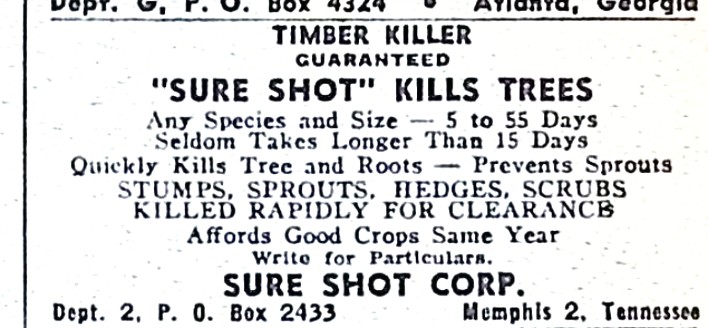 Dept. G, P. O. Box 4324 • Atlanta, Georgia
TIMBER KILLER
GUARANTEED
"SURE SHOT" KILLS TREES
Any Species and Size — 5 to 55 Days
Seldom Takes Longer Than 15 Days
Quickly Kills Tree and Roots — Prevents Sprouts
STUMPS, SPROUTS, HEDGES, SCRUBS
KILLED RAPIDLY FOR CLEARANCE
Affords Good Crops Same Year
Write for Particulars.
SURE SHOT CORP.
Dept. 2, P. O. Box 2433 Memphis 2, Tennessee